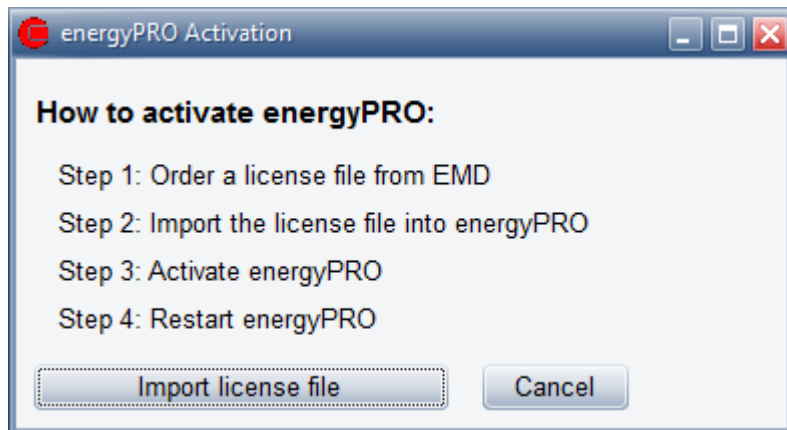 energyPRO Activation
How to activate energyPRO:
Step 1: Order a license file from EMD
Step 2: Import the license file into energyPRO
Step 3: Activate energyPRO
Step 4: Restart energyPRO
Import license file Cancel